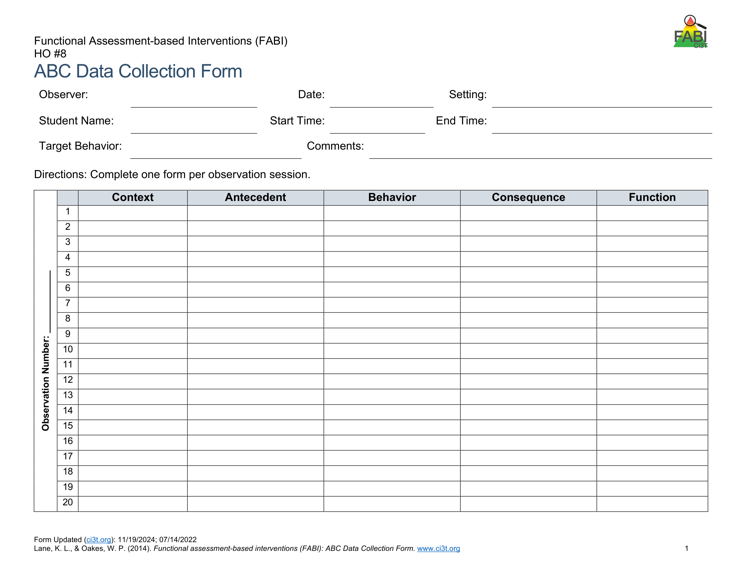 FABI
Ci3T
Functional Assessment-based Interventions (FABI)
HO #8
ABC Data Collection Form
Observer: Date: Setting:
Student Name: Start Time: End Time:
Target Behavior: Comments:
Directions: Complete one form per observation session.
Context Antecedent Behavior Consequence Function
Observation Number:
1
2
3
4
5
6
7
8
9
10
11
12
13
14
15
16
17
18
19
20
Form Updated (ci3t.org): 11/19/2024; 07/14/2022
Lane, K. L., & Oakes, W. P. (2014). Functional assessment-based interventions (FABI): ABC Data Collection Form. www.ci3t.org 1